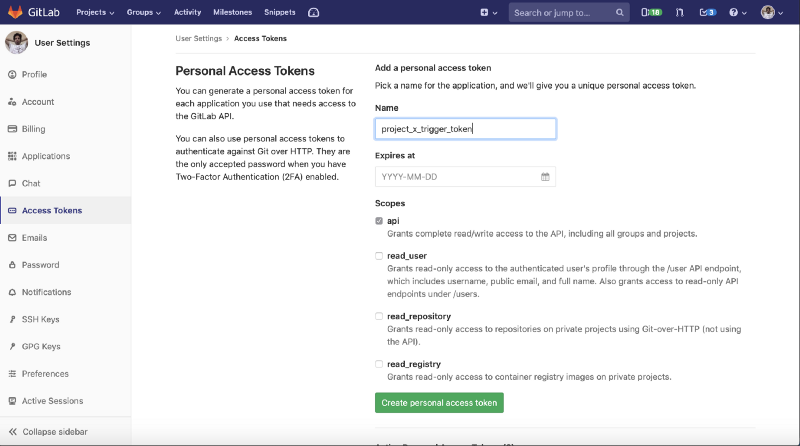 GitLab Projects Groups Activity Milestones Snippets Search or jump to... 18 3
User Settings
Profile
Account
Billing
Applications
Chat
Access Tokens
Emails
Password
Notifications
SSH Keys
GPG Keys
Preferences
Active Sessions
Collapse sidebar
User Settings > Access Tokens
Personal Access Tokens
You can generate a personal access token for
each application you use that needs access to
the GitLab API.
You can also use personal access tokens to
authenticate against Git over HTTP. They are
the only accepted password when you have
Two-Factor Authentication (2FA) enabled.
Add a personal access token
Pick a name for the application, and we'll give you a unique personal access token.
Name
project_x_trigger_token
Expires at
YYYY-MM-DD
Scopes
api
Grants complete read/write access to the API, including all groups and projects.
read_user
Grants read-only access to the authenticated user's profile through the /user API endpoint,
which includes username, public email, and full name. Also grants access to read-only API
endpoints under /users.
read_repository
Grants read-only access to repositories on private projects using Git-over-HTTP (not using
the API).
read_registry
Grants read-only access to container registry images on private projects.
Create personal access token